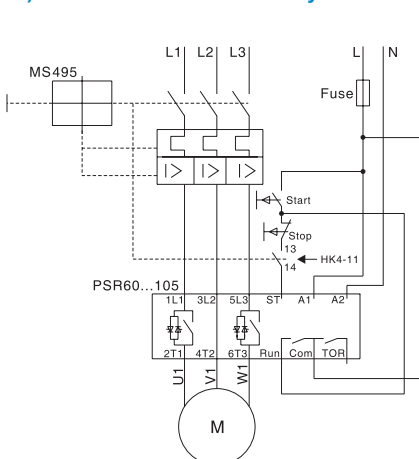 L1 L2 L3 L N
MS495
Fuse
Start
Stop
13
HK4-11
14
PSR60...105
1L1 3L2 5L3 ST A1 A2
2T1 4T2 6T3 Run Com TOR
U1 V1 W1
M